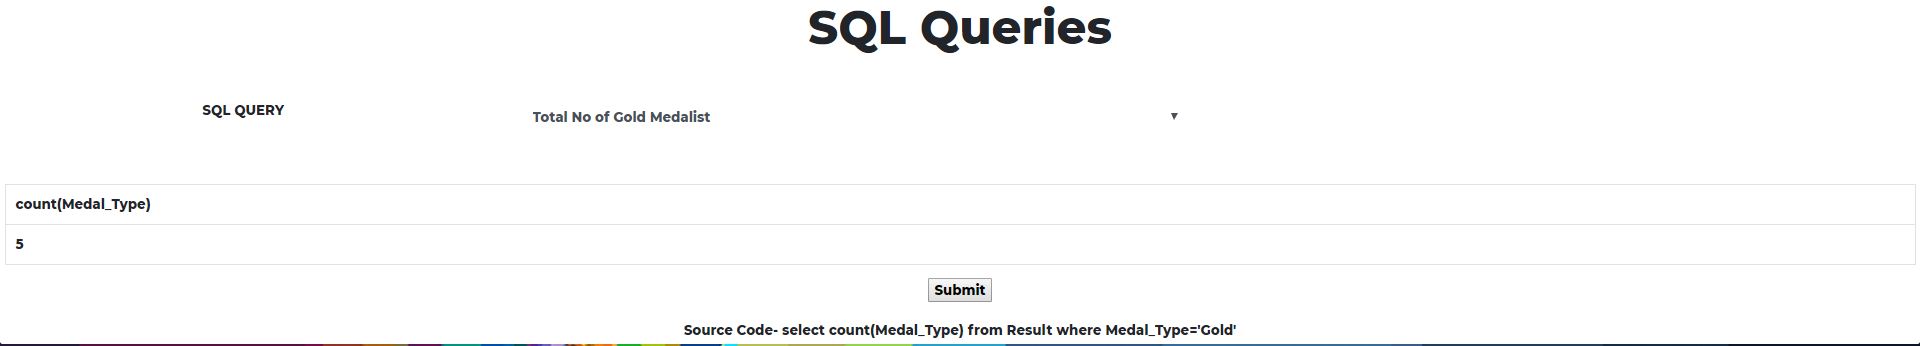 SQL Queries
SQL QUERY
Total No of Gold Medalist
count(Medal_Type)
5
Submit
Source Code- select count(Medal_Type) from Result where Medal_Type='Gold'